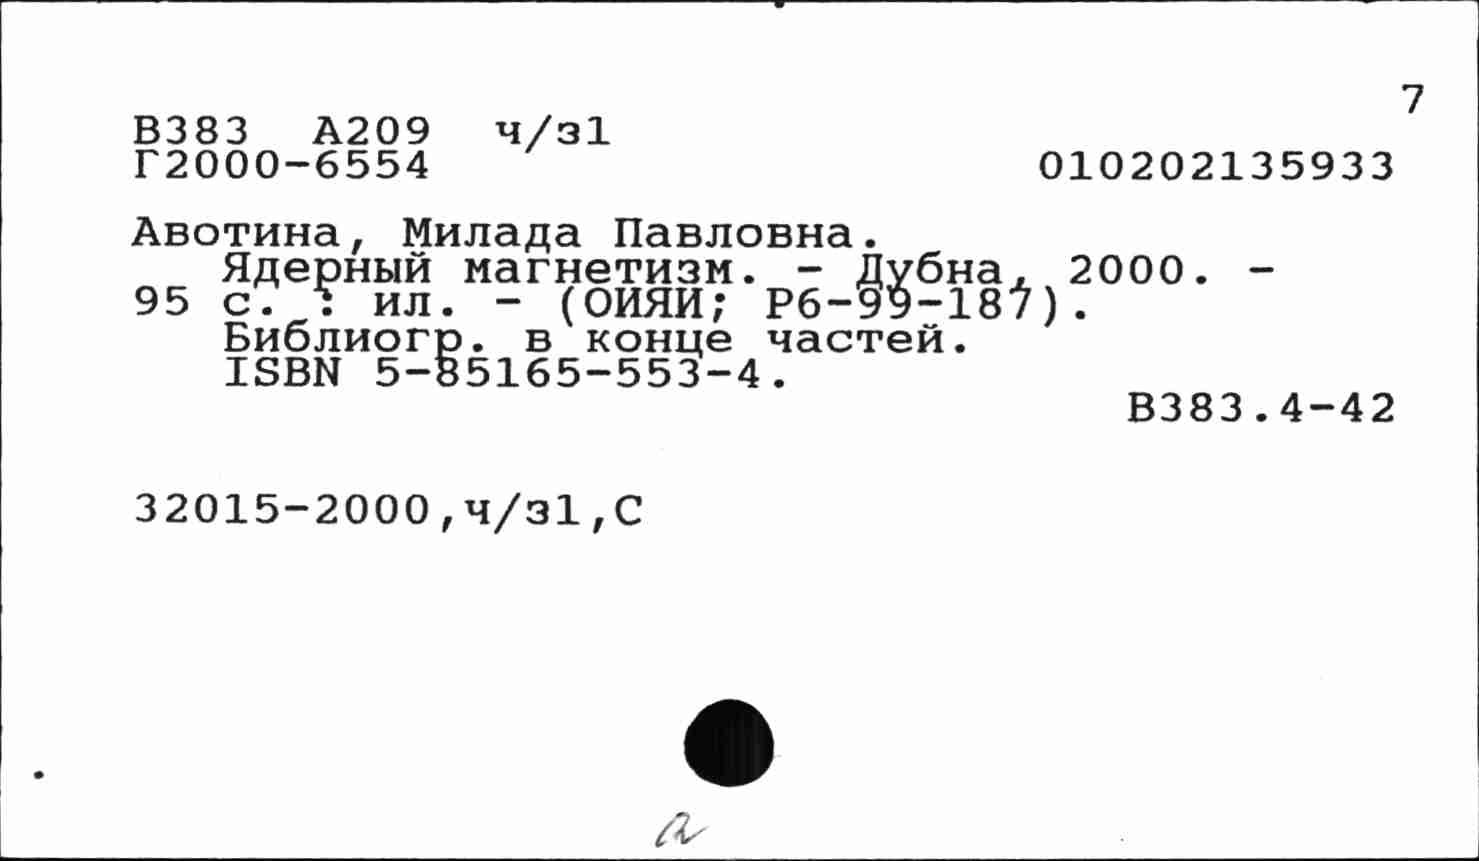 7
В383 А209 ч/з1
Г2000-6554 010202135933
Авотина, Милада Павловна.
Ядерный магнетизм. - Дубна, 2000. -
95 с. : ил. - (ОИЯИ; Р6-99-187).
Библиогр. в конце частей.
ISBN 5-85165-553-4.
В383.4-42
32015-2000,ч/з1,С